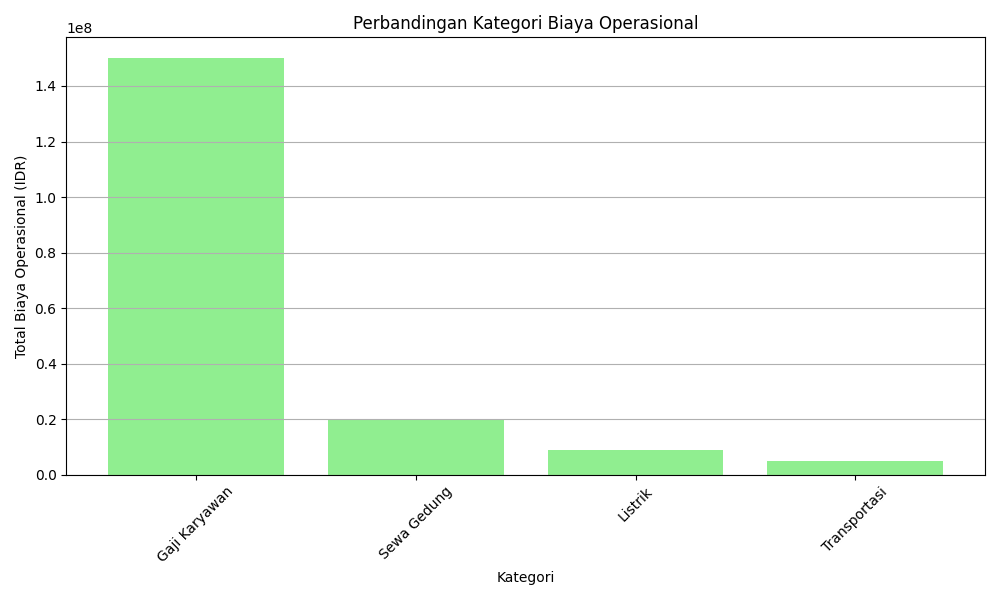 Perbandingan Kategori Biaya Operasional
1e8
Total Biaya Operasional (IDR)
1.4
1.2
1.0
0.8
0.6
0.4
0.2
0.0
Gaji Karyawan
Sewa Gedung
Listrik
Transportasi
Kategori